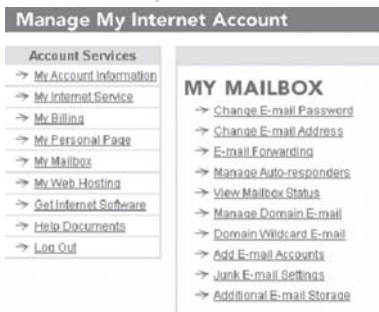 Manage My Internet Account
Account Services
My Account Information
My Internet Service
My Billing
My Personal Page
My Mailbox
My Web Hosting
Get Internet Software
Help Documents
Log Out
MY MAILBOX
Change E-mail Password
Change E-mail Address
E-mail Forwarding
Manage Auto-responders
View Mailbox Status
Manage Domain E-mail
Domain Wildcard E-mail
Add E-mail Accounts
Junk E-mail Settings
Additional E-mail Storage